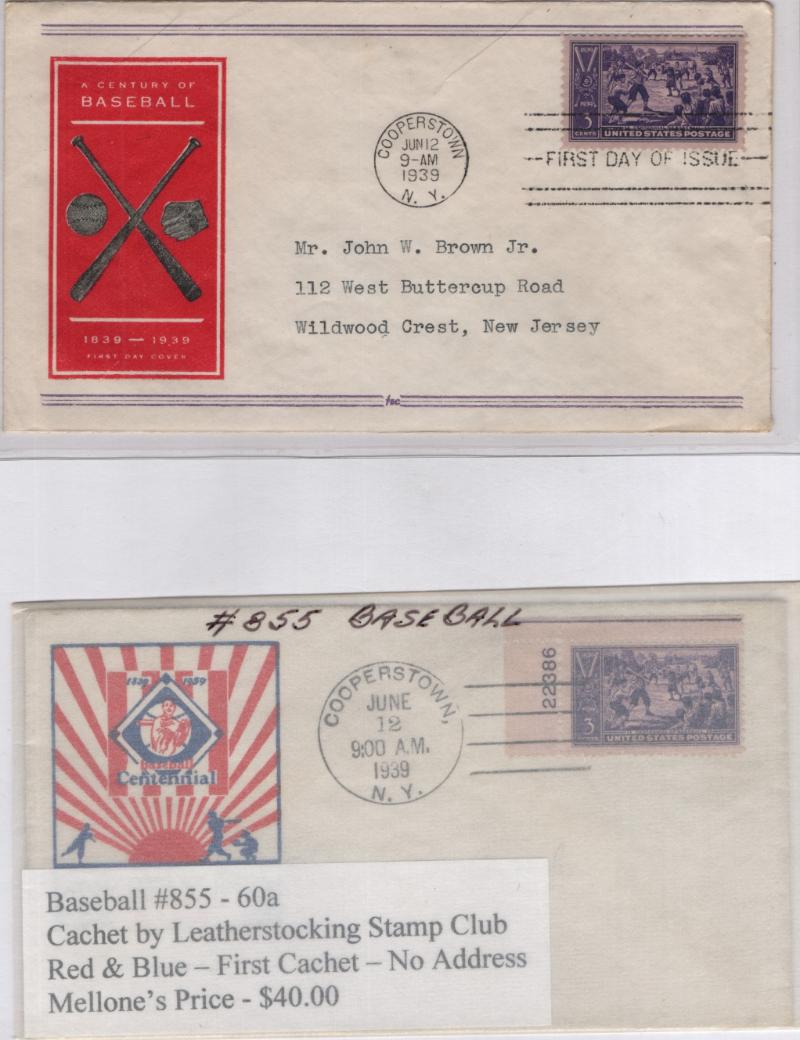 A CENTURY OF
BASEBALL
1839 — 1939
FIRST DAY COVER
COOPERSTOWN
JUN 12
9-AM
1939
N. Y.
3
CENTS
UNITED STATES POSTAGE
FIRST DAY OF ISSUE
Mr. John W. Brown Jr.
112 West Buttercup Road
Wildwood Crest, New Jersey
#855 BASEBALL
1839 1939
Baseball
Centennial
COOPERSTOWN,
JUNE
12
9:00 A.M.
1939
N. Y.
22386
3
CENTS
UNITED STATES POSTAGE
Baseball #855 - 60a
Cachet by Leatherstocking Stamp Club
Red & Blue – First Cachet – No Address
Mellone's Price - $40.00